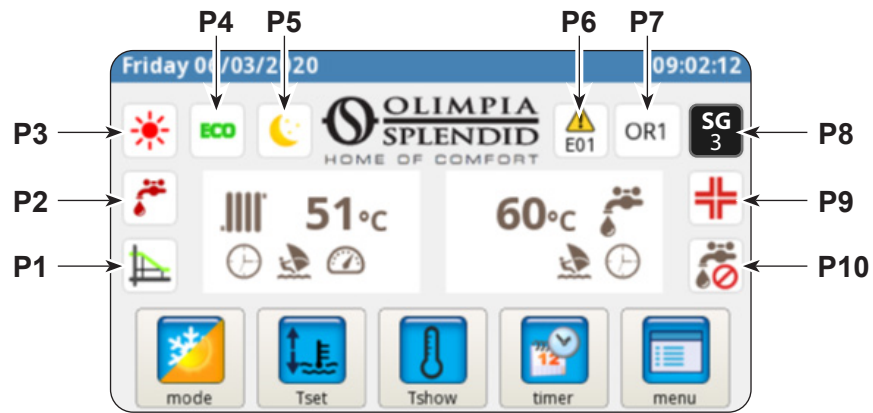 P4 P5 P6 P7
Friday 06/03/2020 09:02:12
P3 ECO OLIMPIA SPLENDID HOME OF COMFORT E01 OR1 SG 3 P8
P2 51°C 60°C P9
P1 P10
12
mode Tset Tshow timer menu